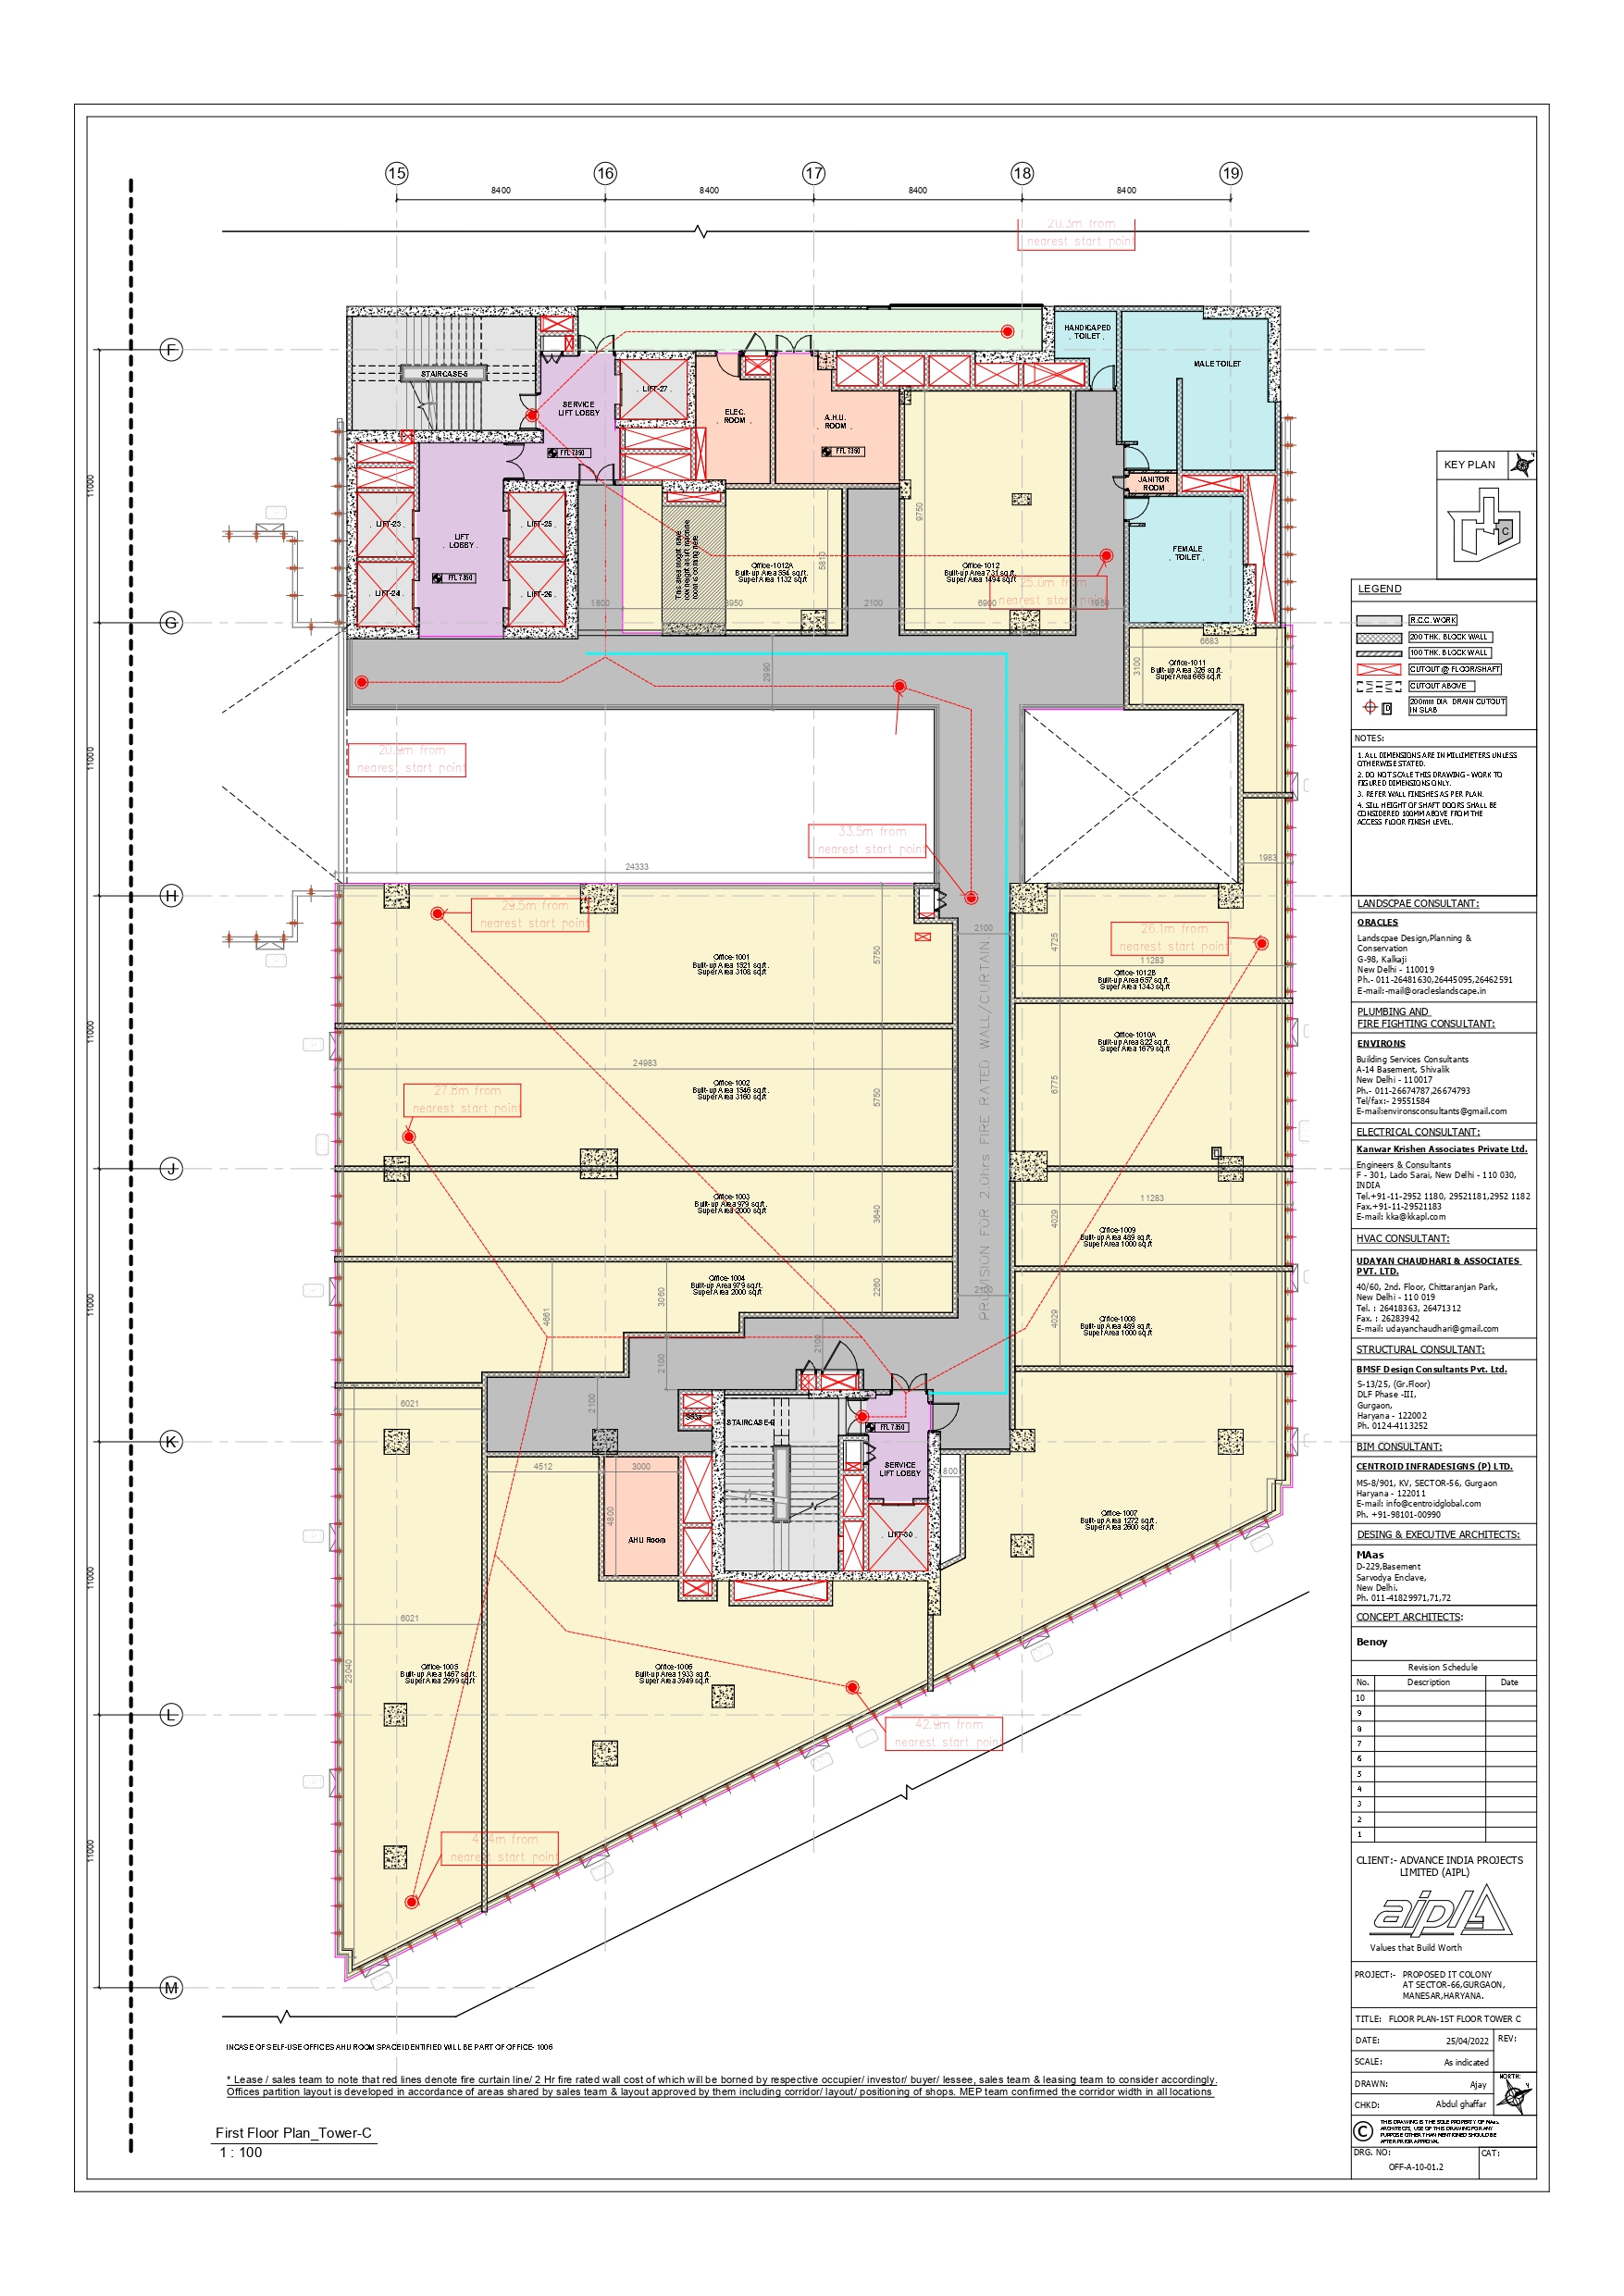 15
16
17
18
19
8400
8400
8400
8400
20.3m from
nearest start point
F
G
H
J
K
L
M
11000
11000
11000
11000
11000
11000
STAIRCASE-5
SERVICE
LIFT LOBBY
FFL 7350
LIFT-27
ELEC.
ROOM
A.H.U.
ROOM
FFL 7350
HANDICAPED
TOILET
MALE TOILET
JANITOR
ROOM
FEMALE
TOILET
LIFT-23
LIFT-24
LIFT
LOBBY
FFL 7350
LIFT-25
LIFT-26
Office-1012A
Built-up Area 554 sq.ft.
Super Area 1132 sq.ft
5810
9750
Office-1012
Built-up Area 731 sq.ft.
Super Area 1494 sq.ft
25.0m from
nearest start point
1800
3950
2100
6900
1950
6683
Office-1011
Built-up Area 326 sq.ft.
Super Area 665 sq.ft
3100
2990
nearest start point
33.5m from
nearest start point
24333
1983
29.5m from
nearest start point
Office-1001
Built-up Area 1521 sq.ft.
Super Area 3108 sq.ft
5750
2100
4725
26.1m from
nearest start point
11283
Office-1012B
Built-up Area 657 sq.ft.
Super Area 1343 sq.ft
24983
Office-1002
Built-up Area 1546 sq.ft.
Super Area 3160 sq.ft
5750
PROVISION FOR 2.0hrs FIRE RATED WALL/CURTAIN.
Office-1010A
Built-up Area 822 sq.ft.
Super Area 1679 sq.ft
6775
27.8m from
nearest start point
Office-1003
Built-up Area 979 sq.ft.
Super Area 2000 sq.ft
3640
11283
Office-1009
Built-up Area 489 sq.ft.
Super Area 1000 sq.ft
4029
Office-1004
Built-up Area 979 sq.ft.
Super Area 2000 sq.ft
2260
3060
4661
2100
Office-1008
Built-up Area 489 sq.ft.
Super Area 1000 sq.ft
4029
2100
2100
2100
6021
STAIRCASE-6
FFL 7350
SERVICE
LIFT LOBBY
LIFT-30
4512
3000
4800
AHU Room
Office-1007
Built-up Area 1272 sq.ft.
Super Area 2600 sq.ft
6021
23040
Office-1005
Built-up Area 1467 sq.ft.
Super Area 2999 sq.ft
Office-1006
Built-up Area 1933 sq.ft.
Super Area 3949 sq.ft
42.9m from
nearest start point
nearest start point
INCASE OF SELF-USE OFFICES AHU ROOM SPACE IDENTIFIED WILL BE PART OF OFFICE- 1006
* Lease / sales team to note that red lines denote fire curtain line/ 2 Hr fire rated wall cost of which will be borned by respective occupier/ investor/ buyer/ lessee, sales team & leasing team to consider accordingly.
Offices partition layout is developed in accordance of areas shared by sales team & layout approved by them including corridor/ layout/ positioning of shops. MEP team confirmed the corridor width in all locations
First Floor Plan_Tower-C
1 : 100
KEY PLAN
C
LEGEND
R.C.C. WORK
200 THK. BLOCK WALL
100 THK. BLOCK WALL
CUTOUT @ FLOOR/SHAFT
CUTOUT ABOVE
200mm DIA DRAIN CUTOUT
IN SLAB
NOTES:
1. ALL DIMENSIONS ARE IN MILLIMETERS UNLESS
OTHERWISE STATED.
2. DO NOT SCALE THIS DRAWING - WORK TO
FIGURED DIMENSIONS ONLY.
3. REFER WALL FINISHES AS PER PLAN.
4. SILL HEIGHT OF SHAFT DOORS SHALL BE
CONSIDERED 100MM ABOVE FROM THE
ACCESS FLOOR FINISH LEVEL.
LANDSCPAE CONSULTANT:
ORACLES
Landscpae Design,Planning &
Conservation
G-98, Kalkaji
New Delhi - 110019
Ph.- 011-26481630,26445095,26462591
E-mail:-mail@oracleslandscape.in
PLUMBING AND
FIRE FIGHTING CONSULTANT:
ENVIRONS
Building Services Consultants
A-14 Basement, Shivalik
New Delhi - 110017
Ph.- 011-26674787,26674793
Tel/fax:- 29551584
E-mail:environsconsultants@gmail.com
ELECTRICAL CONSULTANT:
Kanwar Krishen Associates Private Ltd.
Engineers & Consultants
F - 301, Lado Sarai, New Delhi - 110 030,
INDIA
Tel.+91-11-2952 1180, 29521181,2952 1182
Fax.+91-11-29521183
E-mail: kka@kkapl.com
HVAC CONSULTANT:
UDAYAN CHAUDHARI & ASSOCIATES
PVT. LTD.
40/60, 2nd. Floor, Chittaranjan Park,
New Delhi - 110 019
Tel. : 26418363, 26471312
Fax. : 26283942
E-mail: udayanchaudhari@gmail.com
STRUCTURAL CONSULTANT:
BMSF Design Consultants Pvt. Ltd.
S-13/25, (Gr.Floor)
DLF Phase -III,
Gurgaon,
Haryana - 122002
Ph. 0124-4113252
BIM CONSULTANT:
CENTROID INFRADESIGNS (P) LTD.
MS-8/901, KV, SECTOR-56, Gurgaon
Haryana - 122011
E-mail: info@centroidglobal.com
Ph. +91-98101-00990
DESING & EXECUTIVE ARCHITECTS:
MAas
D-229,Basement
Sarvodya Enclave,
New Delhi.
Ph. 011-41829971,71,72
CONCEPT ARCHITECTS:
Benoy
Revision Schedule
No. Description Date
10
9
8
7
6
5
4
3
2
1
CLIENT:- ADVANCE INDIA PROJECTS
LIMITED (AIPL)
aipl
Values that Build Worth
PROJECT:- PROPOSED IT COLONY
AT SECTOR-66,GURGAON,
MANESAR,HARYANA.
TITLE: FLOOR PLAN-1ST FLOOR TOWER C
DATE: 25/04/2022 REV:
SCALE: As indicated
DRAWN: Ajay
NORTH:
CHKD: Abdul ghaffar
THIS DRAWING IS THE SOLE PROPERTY OF MAas
ARCHITECTS, USE OF THIS DRAWING FOR ANY
PURPOSE OTHER THAN MENTIONED SHOULD BE
AFTER PRIOR APPROVAL
DRG. NO: CAT:
OFF-A-10-01.2